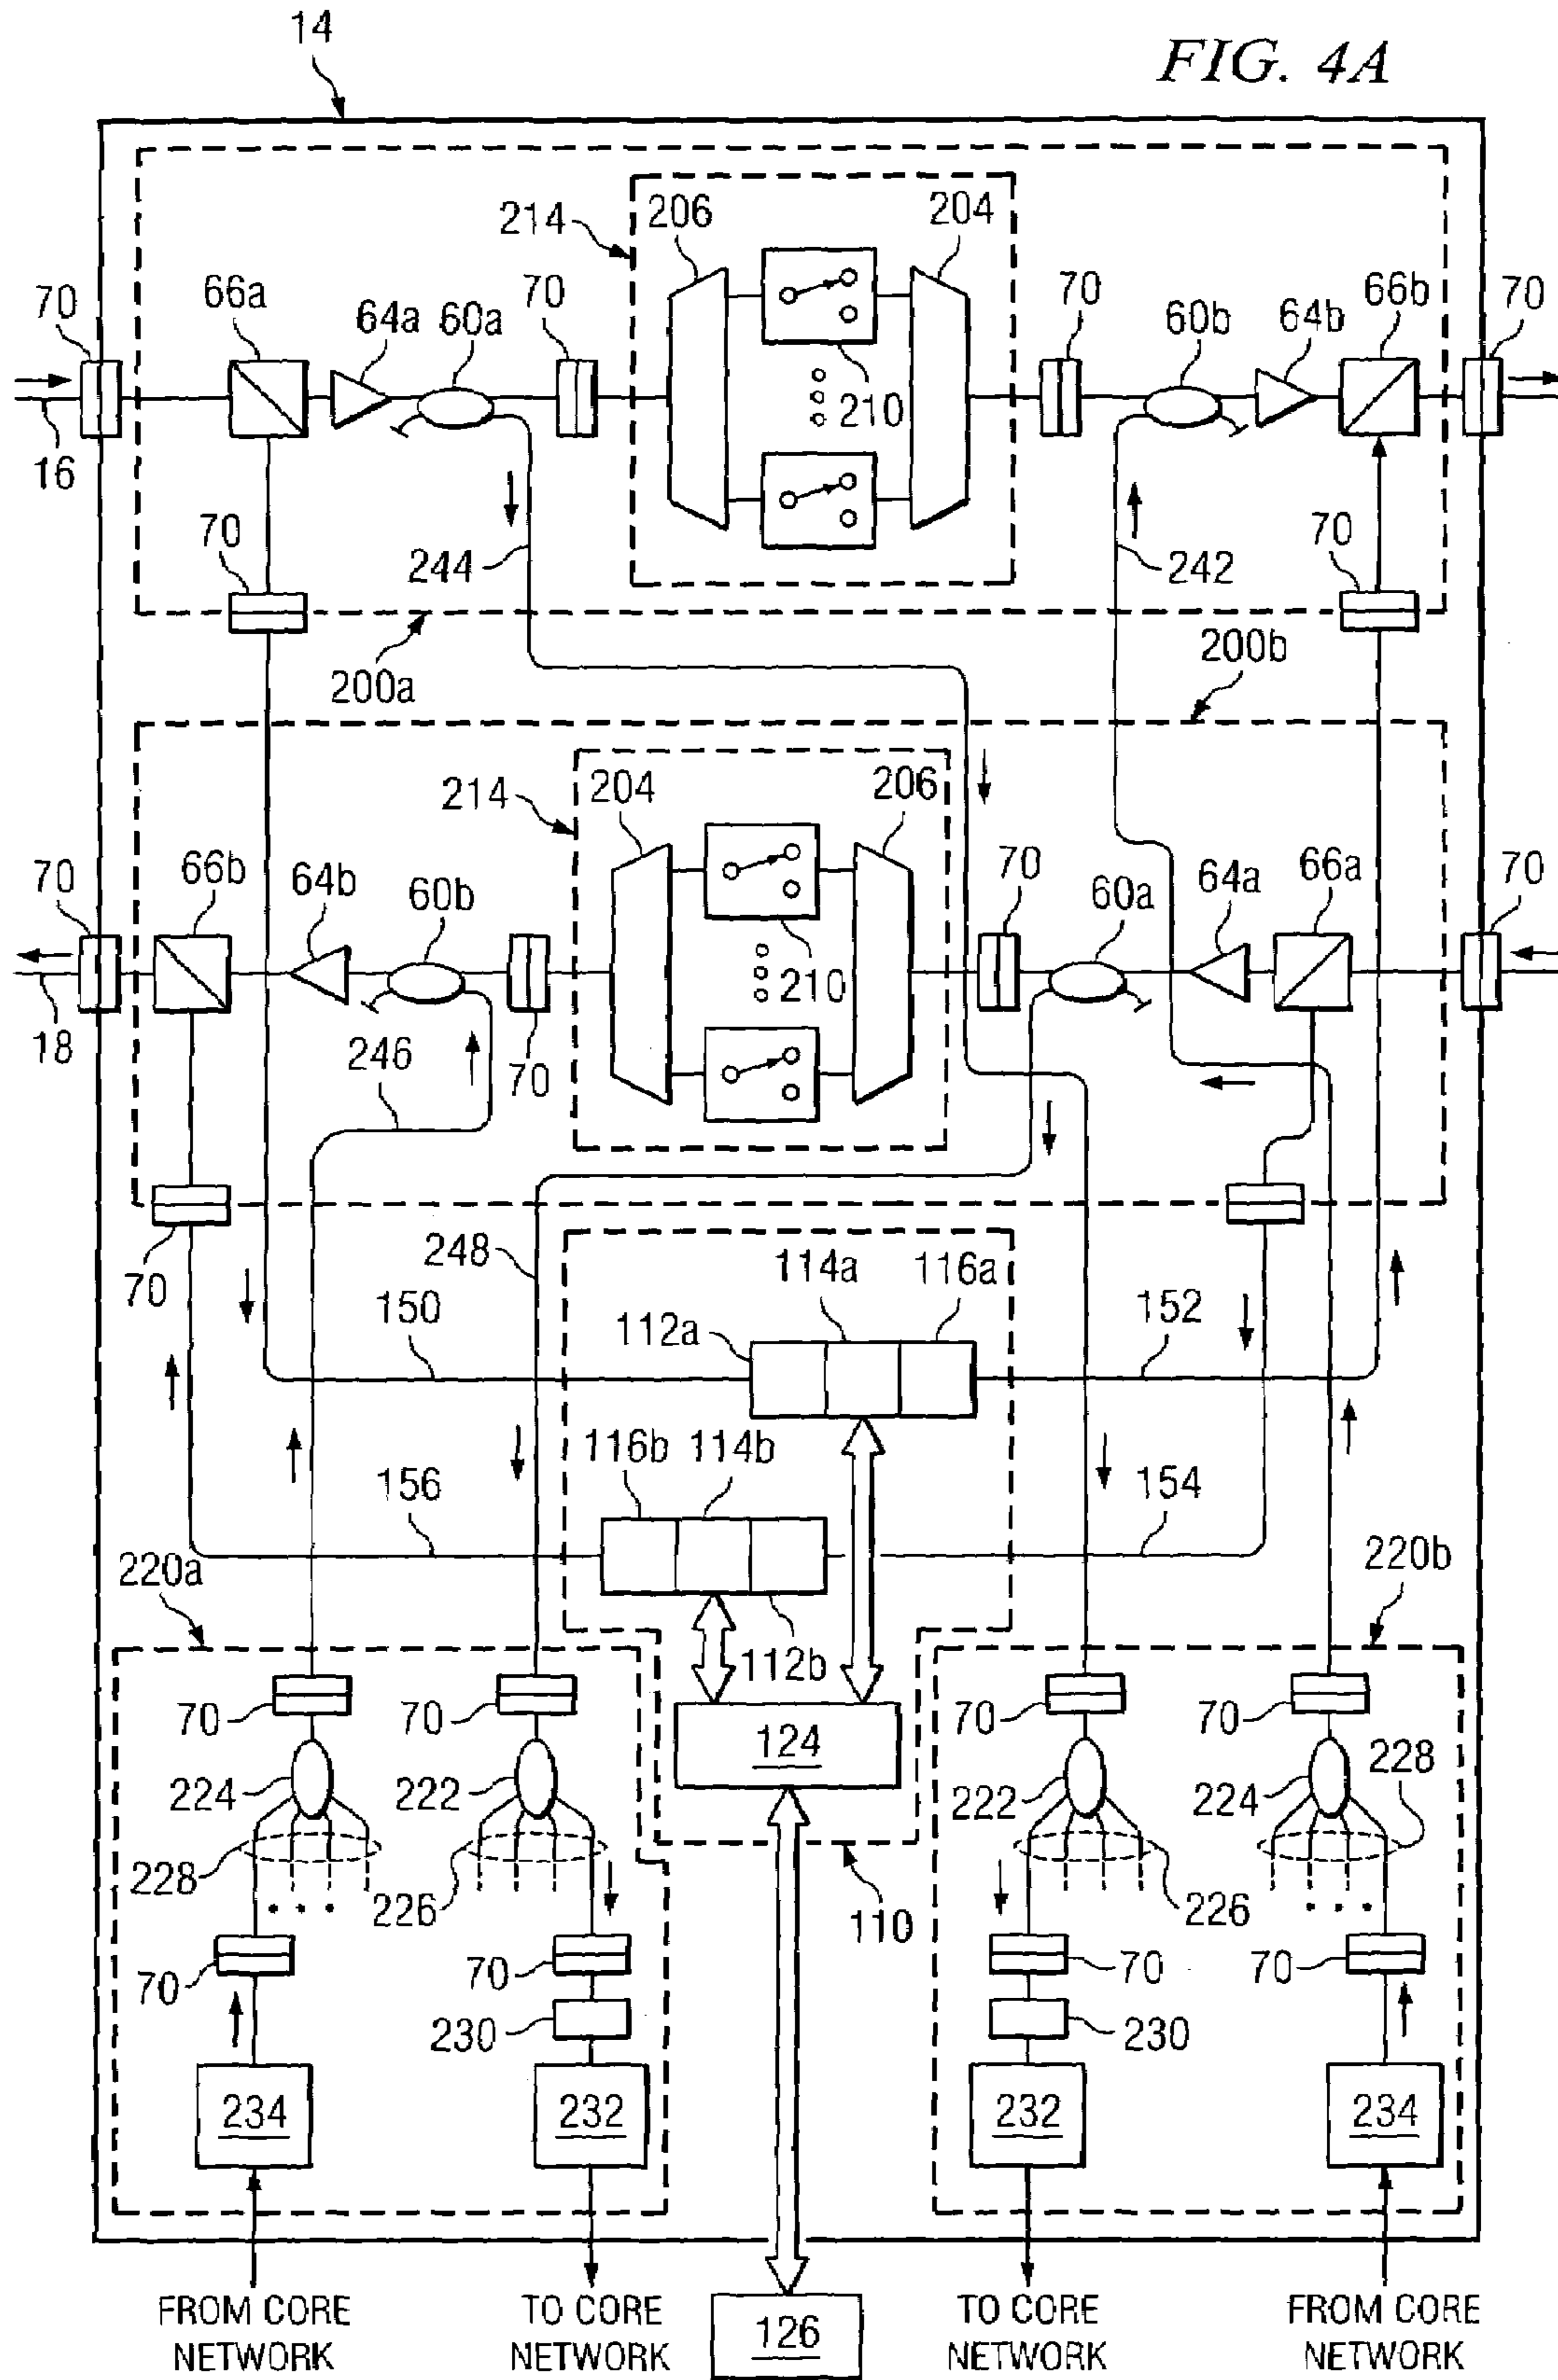 14
FIG. 4A
206
204
214
70
66a
64a
60a
70
70
60b
64b
66b
70
210
16
70
244
242
70
200a
200b
214
204
206
70
66b
64b
60b
70
60a
64a
66a
70
210
18
246
70
70
248
114a
116a
150
112a
152
116b
114b
156
154
220a
220b
112b
70
70
70
70
124
224
222
222
224
228
228
226
110
226
70
70
70
70
230
230
234
232
232
234
FROM CORE
NETWORK
TO CORE
NETWORK
126
TO CORE
NETWORK
FROM CORE
NETWORK